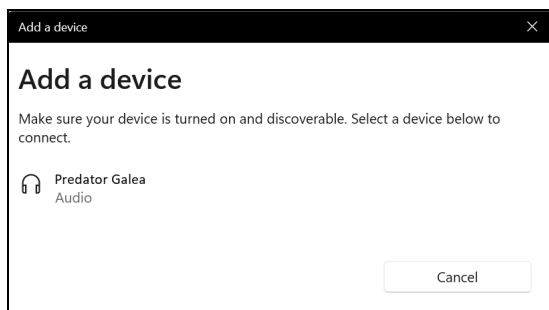 Add a device
Add a device
Make sure your device is turned on and discoverable. Select a device below to
connect.
Predator Galea
Audio
Cancel